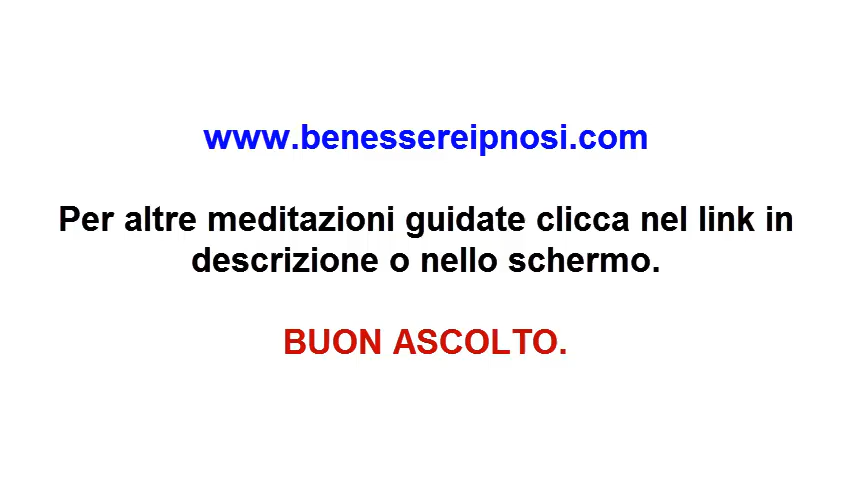 www.benessereipnosi.com
Per altre meditazioni guidate clicca nel link in
descrizione o nello schermo.
BUON ASCOLTO.